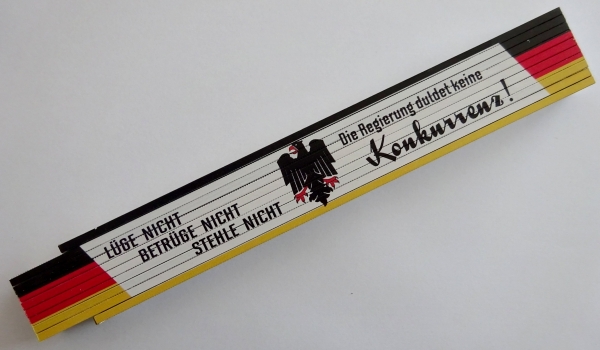 LÜGE NICHT
BETRÜGE NICHT
STEHLE NICHT
Die Regierung duldet keine
Konkurrenz!